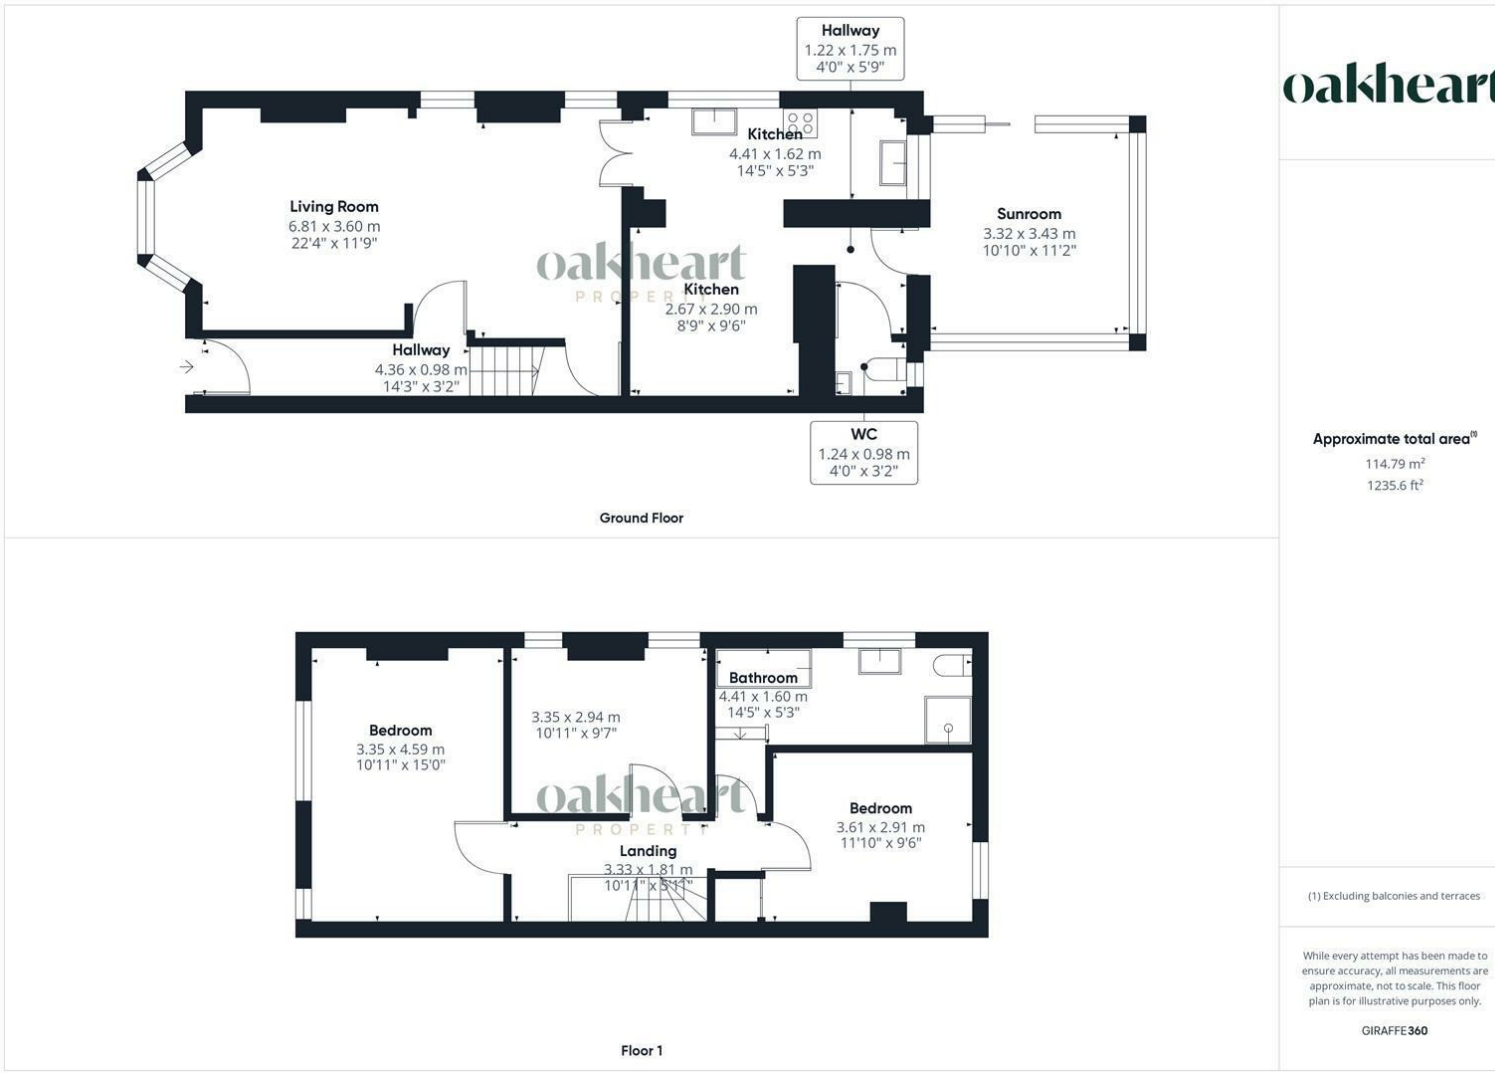 Hallway
1.22 x 1.75 m
4'0" x 5'9"
Kitchen
4.41 x 1.62 m
14'5" x 5'3"
Living Room
6.81 x 3.60 m
22'4" x 11'9"
Sunroom
3.32 x 3.43 m
10'10" x 11'2"
oakheart
PROPERTY
Kitchen
2.67 x 2.90 m
8'9" x 9'6"
Hallway
4.36 x 0.98 m
14'3" x 3'2"
WC
1.24 x 0.98 m
4'0" x 3'2"
Ground Floor
Bedroom
3.35 x 4.59 m
10'11" x 15'0"
3.35 x 2.94 m
10'11" x 9'7"
Bathroom
4.41 x 1.60 m
14'5" x 5'3"
oakheart
PROPERTY
Bedroom
3.61 x 2.91 m
11'10" x 9'6"
Landing
3.33 x 1.81 m
10'11" x 5'11"
Floor 1
oakheart
Approximate total area(1)
114.79 m²
1235.6 ft²
(1) Excluding balconies and terraces
While every attempt has been made to
ensure accuracy, all measurements are
approximate, not to scale. This floor
plan is for illustrative purposes only.
GIRAFFE360